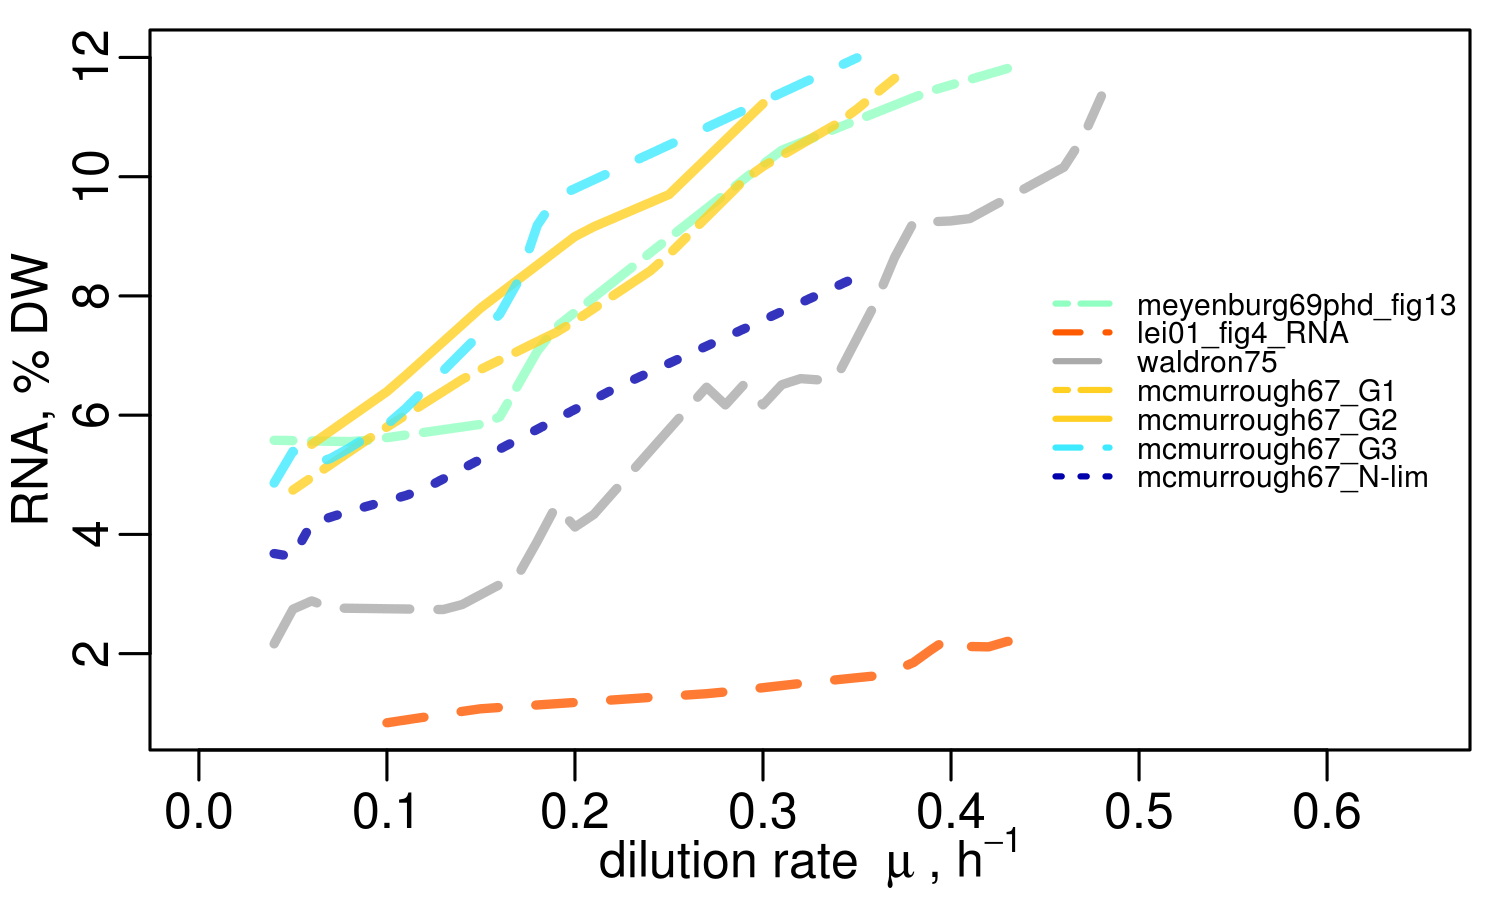 RNA, % DW
12
10
8
6
4
2
meyenburg69phd_fig13
lei01_fig4_RNA
waldron75
mcmurrough67_G1
mcmurrough67_G2
mcmurrough67_G3
mcmurrough67_N-lim
0.0 0.1 0.2 0.3 0.4 0.5 0.6
dilution rate μ , h⁻¹